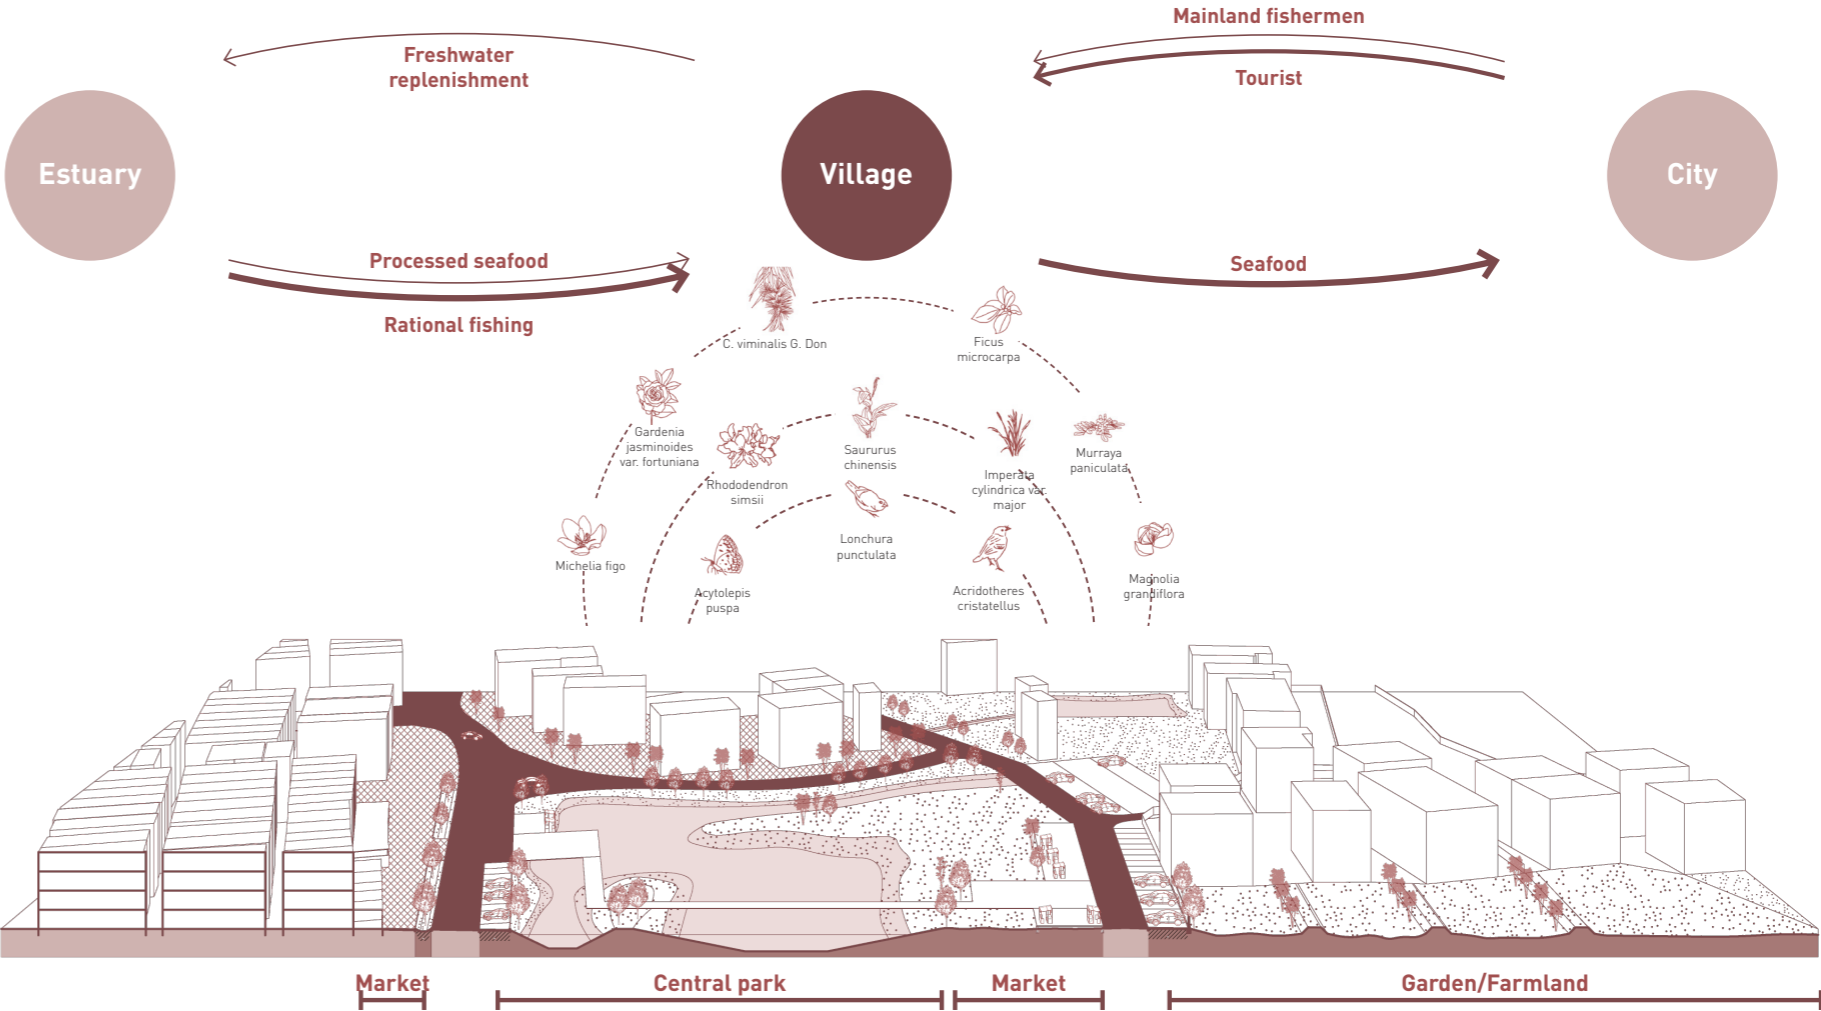 Mainland fishermen
Freshwater
replenishment
Tourist
Estuary
Village
City
Processed seafood
Seafood
Rational fishing
C. viminalis G. Don
Ficus
microcarpa
Gardenia
jasminoides
var. fortuniana
Saururus
chinensis
Murraya
paniculata
Rhododendron
simsii
Imperata
cylindrica var.
major
Lonchura
punctulata
Michelia figo
Magnolia
grandiflora
Acytolepis
puspa
Acridotheres
cristatellus
Market
Central park
Market
Garden/Farmland